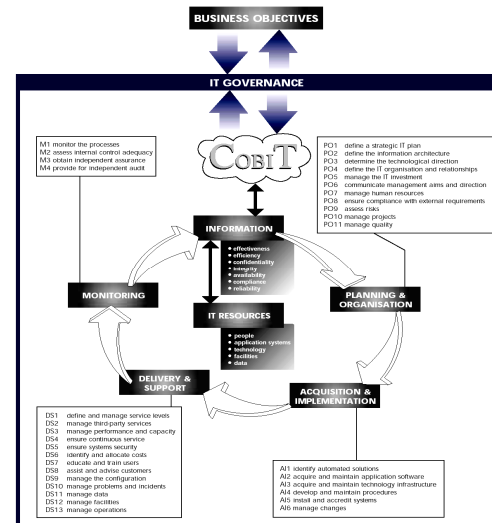 BUSINESS OBJECTIVES
IT GOVERNANCE
COBIT
M1 monitor the processes
M2 assess internal control adequacy
M3 obtain independent assurance
M4 provide for independent audit
PO1 define a strategic IT plan
PO2 define the information architecture
PO3 determine the technological direction
PO4 define the IT organisation and relationships
PO5 manage the IT investment
PO6 communicate management aims and direction
PO7 manage human resources
PO8 ensure compliance with external requirements
PO9 assess risks
PO10 manage projects
PO11 manage quality
INFORMATION
• effectiveness
• efficiency
• confidentiality
• integrity
• availability
• compliance
• reliability
MONITORING
PLANNING &
ORGANISATION
IT RESOURCES
• people
• application systems
• technology
• facilities
• data
DELIVERY &
SUPPORT
ACQUISITION &
IMPLEMENTATION
DS1 define and manage service levels
DS2 manage third-party services
DS3 manage performance and capacity
DS4 ensure continuous service
DS5 ensure systems security
DS6 identify and allocate costs
DS7 educate and train users
DS8 assist and advise customers
DS9 manage the configuration
DS10 manage problems and incidents
DS11 manage data
DS12 manage facilities
DS13 manage operations
AI1 identify automated solutions
AI2 acquire and maintain application software
AI3 acquire and maintain technology infrastructure
AI4 develop and maintain procedures
AI5 install and accredit systems
AI6 manage changes